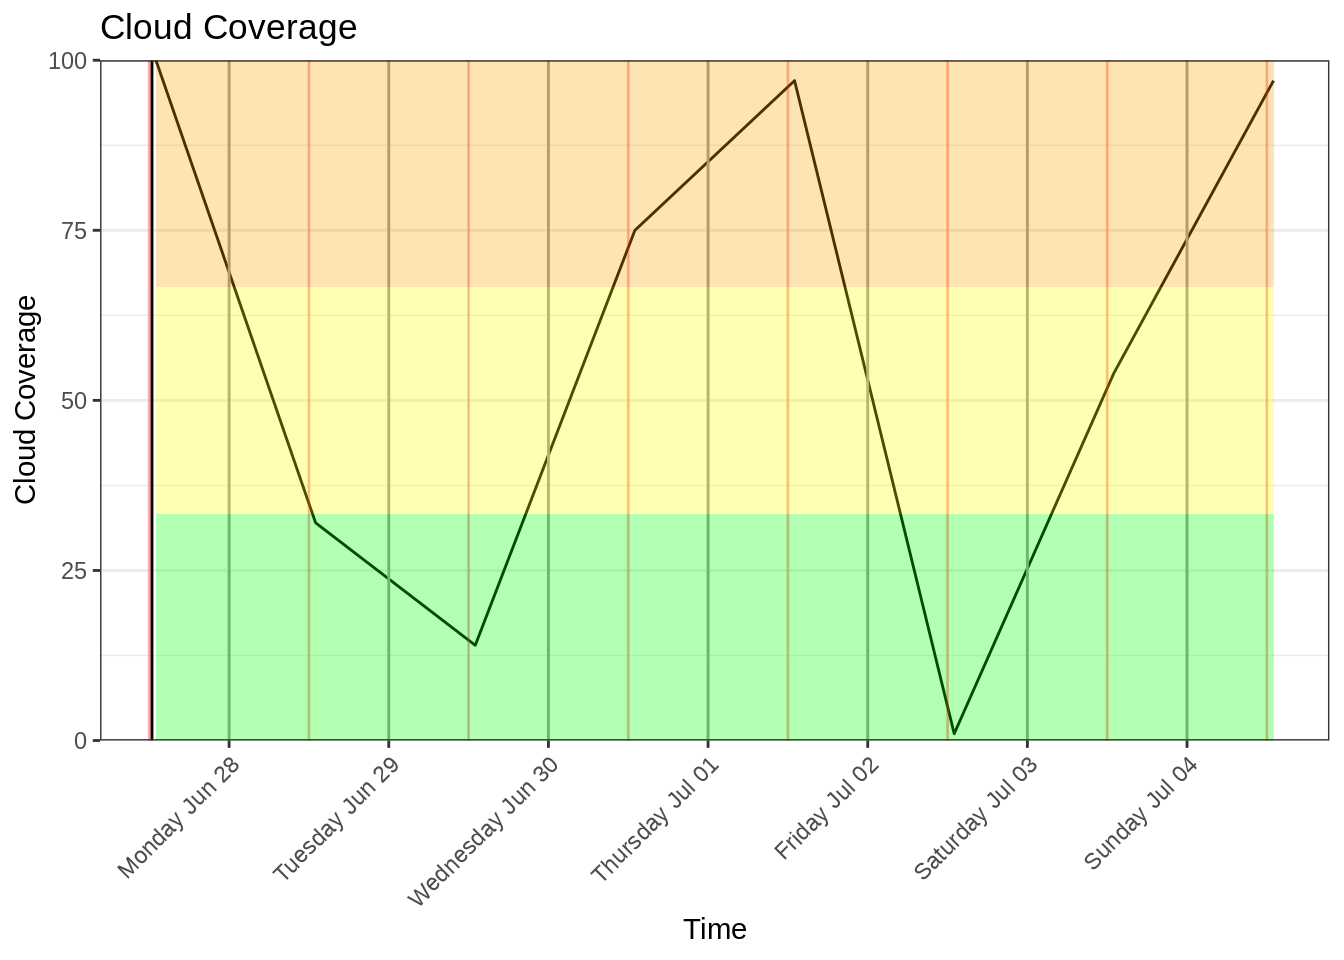 Cloud Coverage
100
75
50
25
0
Cloud Coverage
Monday Jun 28
Tuesday Jun 29
Wednesday Jun 30
Thursday Jul 01
Friday Jul 02
Saturday Jul 03
Sunday Jul 04
Time